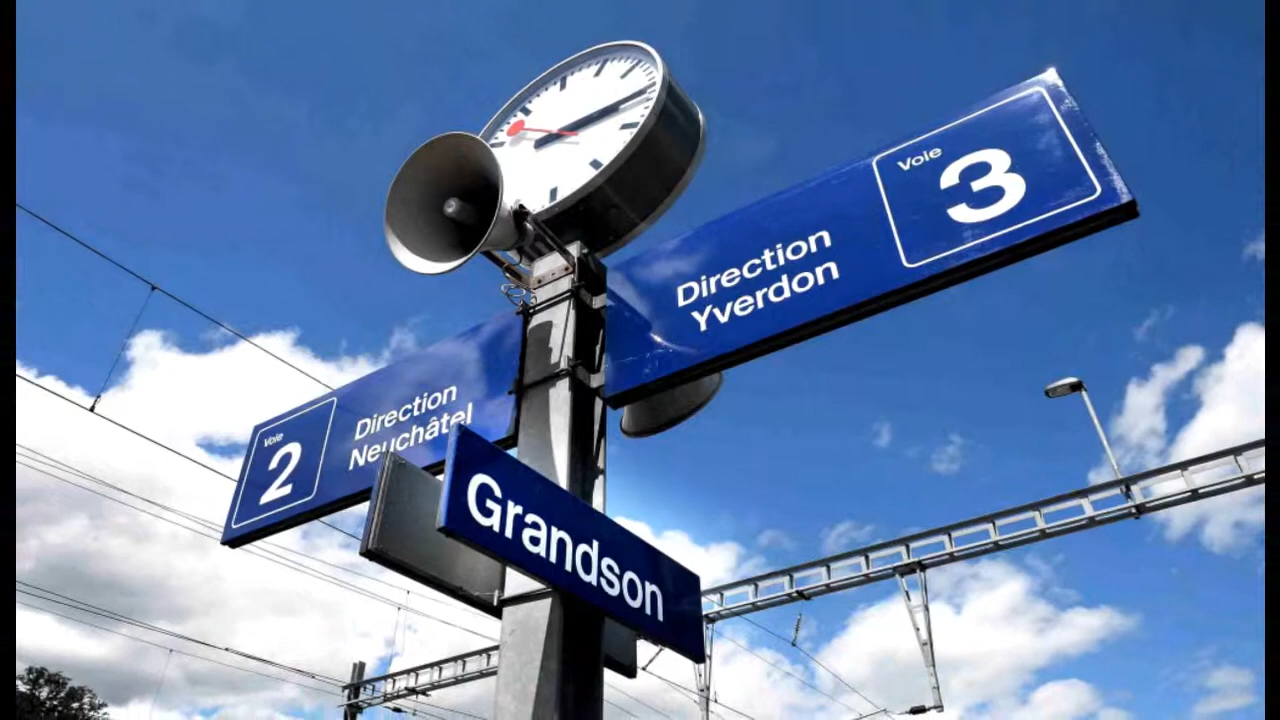 Voie
3
Direction
Yverdon
Voie
2
Direction
Neuchâtel
Grandson